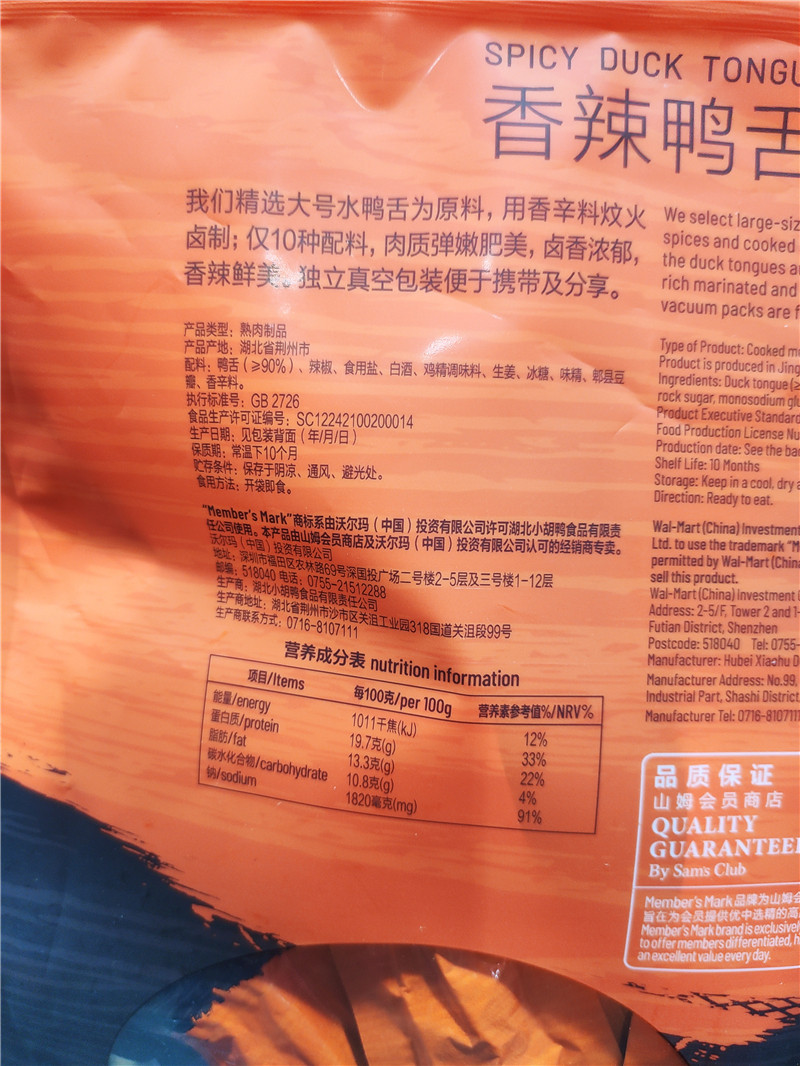 SPICY DUCK TONGU
香辣鸭舌
我们精选大号水鸭舌为原料，用香辛料炆火
卤制；仅10种配料，肉质弹嫩肥美，卤香浓郁，
香辣鲜美。独立真空包装便于携带及分享。
产品类型：熟肉制品
产品产地：湖北省荆州市
配料：鸭舌（≥90%）、辣椒、食用盐、白酒、鸡精调味料、生姜、冰糖、味精、郫县豆
瓣、香辛料。
执行标准号：GB 2726
食品生产许可证编号：SC12242100200014
生产日期：见包装背面（年/月/日）
保质期：常温下10个月
贮存条件：保存于阴凉、通风、避光处。
食用方法：开袋即食。
"Member's Mark"商标系由沃尔玛（中国）投资有限公司许可湖北小胡鸭食品有限责
任公司使用。本产品由山姆会员商店及沃尔玛（中国）投资有限公司认可的经销商专卖。
沃尔玛（中国）投资有限公司
地址：深圳市福田区农林路69号深国投广场二号楼2-5层及三号楼1-12层
邮编：518040 电话：0755-21512288
生产商：湖北小胡鸭食品有限责任公司
生产商地址：湖北省荆州市沙市区关沮工业园318国道关沮段99号
生产商联系方式：0716-8107111
营养成分表 nutrition information
项目/Items 每100克/per 100g 营养素参考值%/NRV%
能量/energy 1011千焦(kJ) 12%
蛋白质/protein 19.7克(g) 33%
脂肪/fat 13.3克(g) 22%
碳水化合物/carbohydrate 10.8克(g) 4%
钠/sodium 1820毫克(mg) 91%
We select large-siz
spices and cooked
the duck tongues a
rich marinated and
vacuum packs are f
Type of Product: Cooked m
Product is produced in Jing
Ingredients: Duck tongue (≥
rock sugar, monosodium glu
Product Executive Standard
Food Production License Nu
Production date: See the ba
Shelf Life: 10 Months
Storage: Keep in a cool, dry a
Direction: Ready to eat.
Wal-Mart (China) Investment
Ltd. to use the trademark "M
permitted by Wal-Mart (China
sell this product.
Wal-Mart (China) Investment
Address: 2-5/F, Tower 2 and 1-
Futian District, Shenzhen
Postcode: 518040 Tel: 0755-
Manufacturer: Hubei Xiaohu D
Manufacturer Address: No.99,
Industrial Part, Shashi District
Manufacturer Tel: 0716-8107111
品质保证
山姆会员商店
QUALITY
GUARANTEE
By Sam's Club
Member's Mark品牌为山姆会
旨在为会员提供优中选精的高
Member's Mark brand is exclusively
to offer members differentiated, h
an excellent value every day.